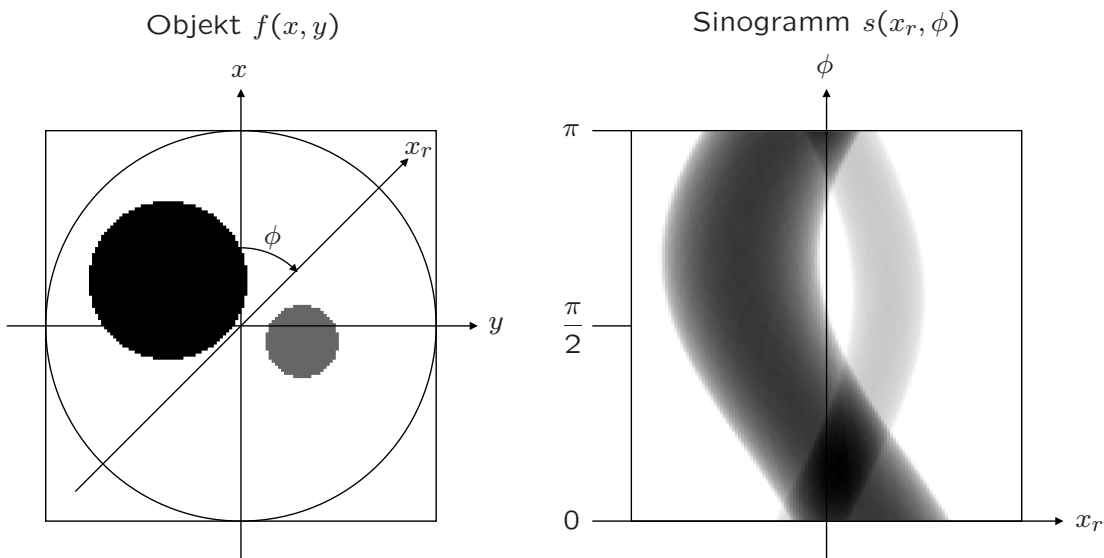 Objekt f(x, y)
x
x_r
ϕ
y
Sinogramm s(x_r, ϕ)
ϕ
π
π/2
0
x_r